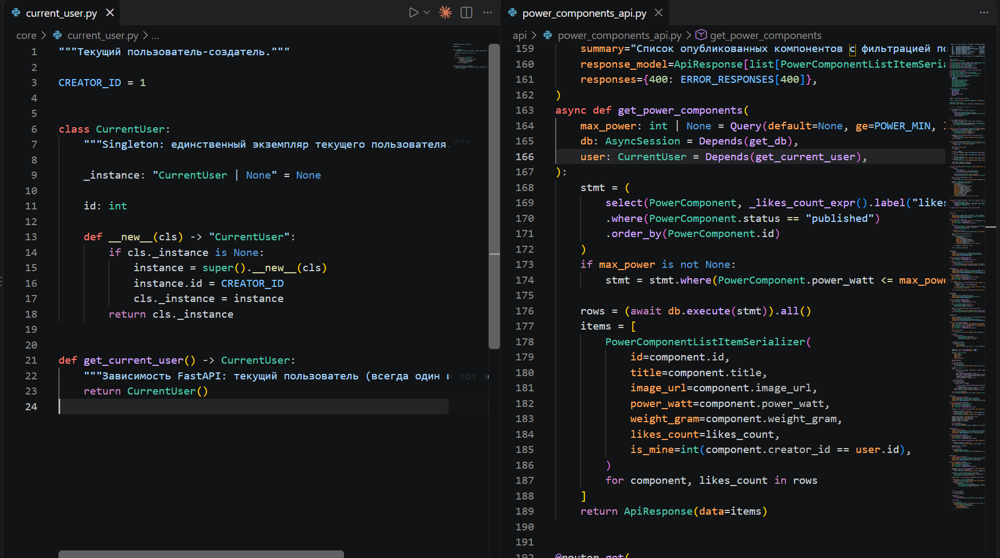 current_user.py
core > current_user.py > ...
1 """Текущий пользователь-создатель."""
2
3 CREATOR_ID = 1
4
5
6 class CurrentUser:
7 """Singleton: единственный экземпляр текущего пользователя."""
8
9 _instance: "CurrentUser | None" = None
10
11 id: int
12
13 def __new__(cls) -> "CurrentUser":
14 if cls._instance is None:
15 instance = super().__new__(cls)
16 instance.id = CREATOR_ID
17 cls._instance = instance
18 return cls._instance
19
20
21 def get_current_user() -> CurrentUser:
22 """Зависимость FastAPI: текущий пользователь (всегда один и тот
23 return CurrentUser()
24
power_components_api.py
api > power_components_api.py > get_power_components
159 summary="Список опубликованных компонентов с фильтрацией по
160 response_model=ApiResponse[list[PowerComponentListItemSeria
161 responses={400: ERROR_RESPONSES[400]},
162 )
163 async def get_power_components(
164 max_power: int | None = Query(default=None, ge=POWER_MIN,
165 db: AsyncSession = Depends(get_db),
166 user: CurrentUser = Depends(get_current_user),
167 ):
168 stmt = (
169 select(PowerComponent, _likes_count_expr().label("likes
170 .where(PowerComponent.status == "published")
171 .order_by(PowerComponent.id)
172 )
173 if max_power is not None:
174 stmt = stmt.where(PowerComponent.power_watt <= max_powe
175
176 rows = (await db.execute(stmt)).all()
177 items = [
178 PowerComponentListItemSerializer(
179 id=component.id,
180 title=component.title,
181 image_url=component.image_url,
182 power_watt=component.power_watt,
183 weight_gram=component.weight_gram,
184 likes_count=likes_count,
185 is_mine=int(component.creator_id == user.id),
186 )
187 for component, likes_count in rows
188 ]
189 return ApiResponse(data=items)
190
191
192 @router.get(